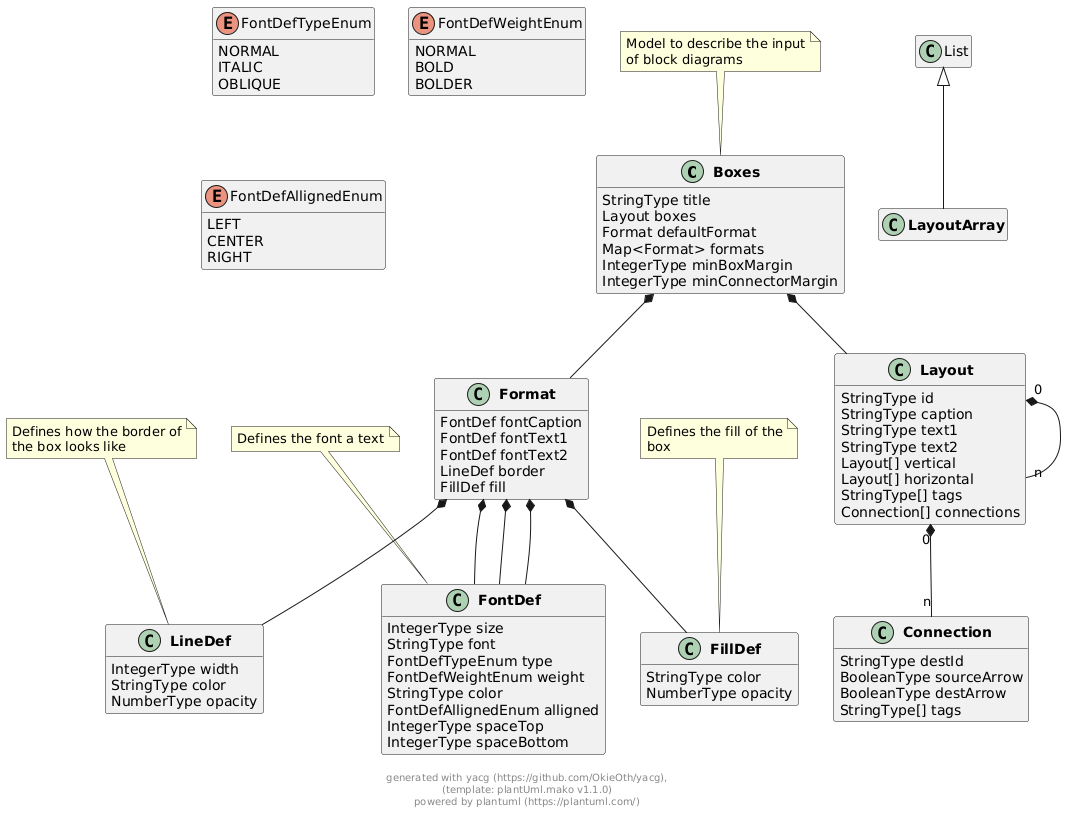 E FontDefTypeEnum
NORMAL
ITALIC
OBLIQUE
E FontDefWeightEnum
NORMAL
BOLD
BOLDER
Model to describe the input
of block diagrams
C List
E FontDefAllignedEnum
LEFT
CENTER
RIGHT
C Boxes
StringType title
Layout boxes
Format defaultFormat
Map<Format> formats
IntegerType minBoxMargin
IntegerType minConnectorMargin
C LayoutArray
Defines how the border of
the box looks like
Defines the font a text
C Format
FontDef fontCaption
FontDef fontText1
FontDef fontText2
LineDef border
FillDef fill
Defines the fill of the
box
C Layout
StringType id
StringType caption
StringType text1
StringType text2
Layout[] vertical
Layout[] horizontal
StringType[] tags
Connection[] connections
0
n
0
n
C LineDef
IntegerType width
StringType color
NumberType opacity
C FontDef
IntegerType size
StringType font
FontDefTypeEnum type
FontDefWeightEnum weight
StringType color
FontDefAllignedEnum alligned
IntegerType spaceTop
IntegerType spaceBottom
C FillDef
StringType color
NumberType opacity
C Connection
StringType destId
BooleanType sourceArrow
BooleanType destArrow
StringType[] tags
generated with yacg (https://github.com/OkieOth/yacg),
(template: plantUml.mako v1.1.0)
powered by plantuml (https://plantuml.com/)